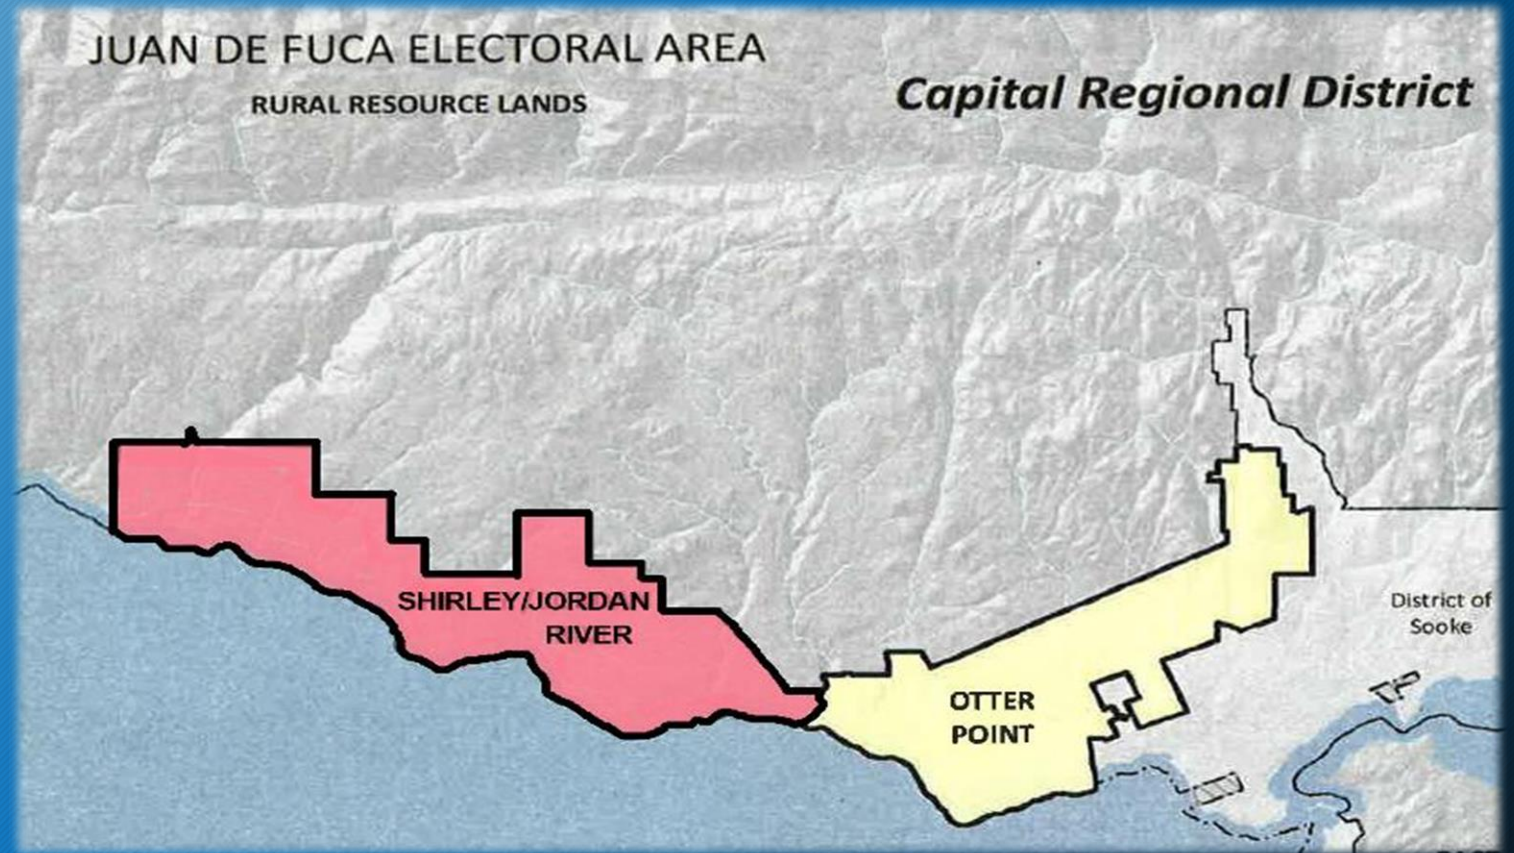 JUAN DE FUCA ELECTORAL AREA
RURAL RESOURCE LANDS
Capital Regional District
SHIRLEY/JORDAN
RIVER
OTTER
POINT
District of
Sooke